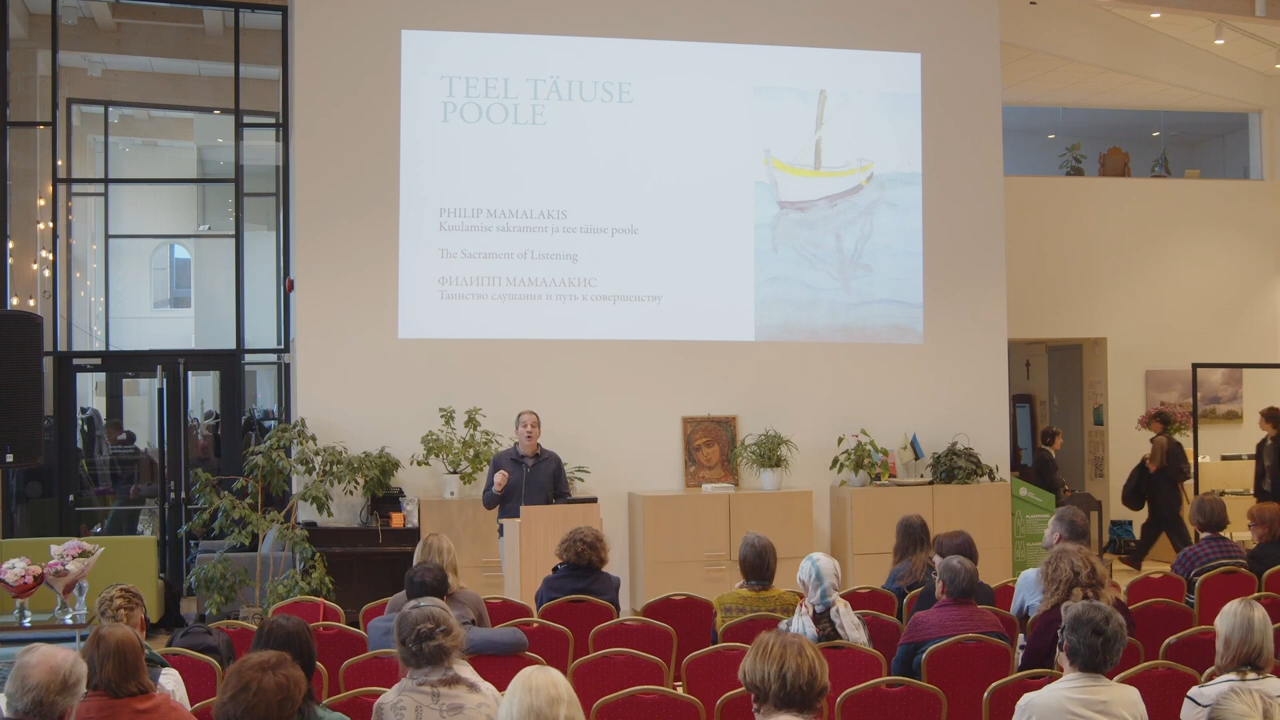 TEEL TÄIUSE
POOLE
PHILIP MAMALAKIS
Kuulamise sakrament ja tee täiuse poole
The Sacrament of Listening
ФИЛИПП МАМАЛАКИС
Таинство слушания и путь к совершенству